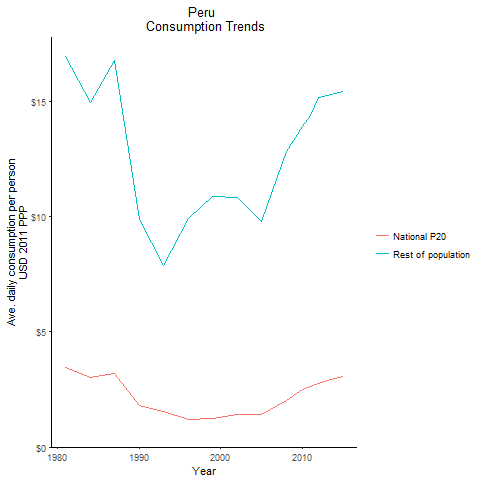 Peru
Consumption Trends
Ave. daily consumption per person
USD 2011 PPP
$15
$10
$5
$0
1980
1990
2000
2010
Year
National P20
Rest of population